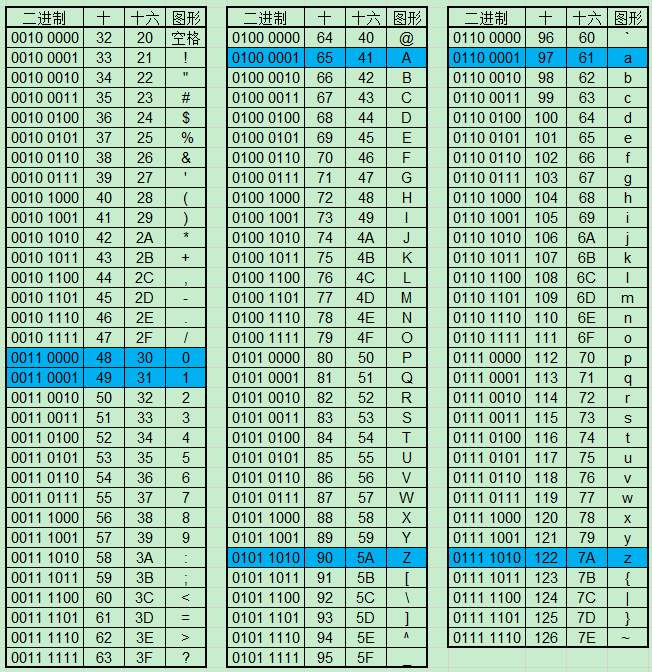 二进制 十 十六 图形 二进制 十 十六 图形 二进制 十 十六 图形
0010 0000 32 20 空格 0100 0000 64 40 @ 0110 0000 96 60 `
0010 0001 33 21 ! 0100 0001 65 41 A 0110 0001 97 61 a
0010 0010 34 22 " 0100 0010 66 42 B 0110 0010 98 62 b
0010 0011 35 23 # 0100 0011 67 43 C 0110 0011 99 63 c
0010 0100 36 24 $ 0100 0100 68 44 D 0110 0100 100 64 d
0010 0101 37 25 % 0100 0101 69 45 E 0110 0101 101 65 e
0010 0110 38 26 & 0100 0110 70 46 F 0110 0110 102 66 f
0010 0111 39 27 ' 0100 0111 71 47 G 0110 0111 103 67 g
0010 1000 40 28 ( 0100 1000 72 48 H 0110 1000 104 68 h
0010 1001 41 29 ) 0100 1001 73 49 I 0110 1001 105 69 i
0010 1010 42 2A * 0100 1010 74 4A J 0110 1010 106 6A j
0010 1011 43 2B + 0100 1011 75 4B K 0110 1011 107 6B k
0010 1100 44 2C , 0100 1100 76 4C L 0110 1100 108 6C l
0010 1101 45 2D - 0100 1101 77 4D M 0110 1101 109 6D m
0010 1110 46 2E . 0100 1110 78 4E N 0110 1110 110 6E n
0010 1111 47 2F / 0100 1111 79 4F O 0110 1111 111 6F o
0011 0000 48 30 0 0101 0000 80 50 P 0111 0000 112 70 p
0011 0001 49 31 1 0101 0001 81 51 Q 0111 0001 113 71 q
0011 0010 50 32 2 0101 0010 82 52 R 0111 0010 114 72 r
0011 0011 51 33 3 0101 0011 83 53 S 0111 0011 115 73 s
0011 0100 52 34 4 0101 0100 84 54 T 0111 0100 116 74 t
0011 0101 53 35 5 0101 0101 85 55 U 0111 0101 117 75 u
0011 0110 54 36 6 0101 0110 86 56 V 0111 0110 118 76 v
0011 0111 55 37 7 0101 0111 87 57 W 0111 0111 119 77 w
0011 1000 56 38 8 0101 1000 88 58 X 0111 1000 120 78 x
0011 1001 57 39 9 0101 1001 89 59 Y 0111 1001 121 79 y
0011 1010 58 3A : 0101 1010 90 5A Z 0111 1010 122 7A z
0011 1011 59 3B ; 0101 1011 91 5B [ 0111 1011 123 7B {
0011 1100 60 3C < 0101 1100 92 5C \ 0111 1100 124 7C |
0011 1101 61 3D = 0101 1101 93 5D ] 0111 1101 125 7D }
0011 1110 62 3E > 0101 1110 94 5E ^ 0111 1110 126 7E ~
0011 1111 63 3F ? 0101 1111 95 5F _